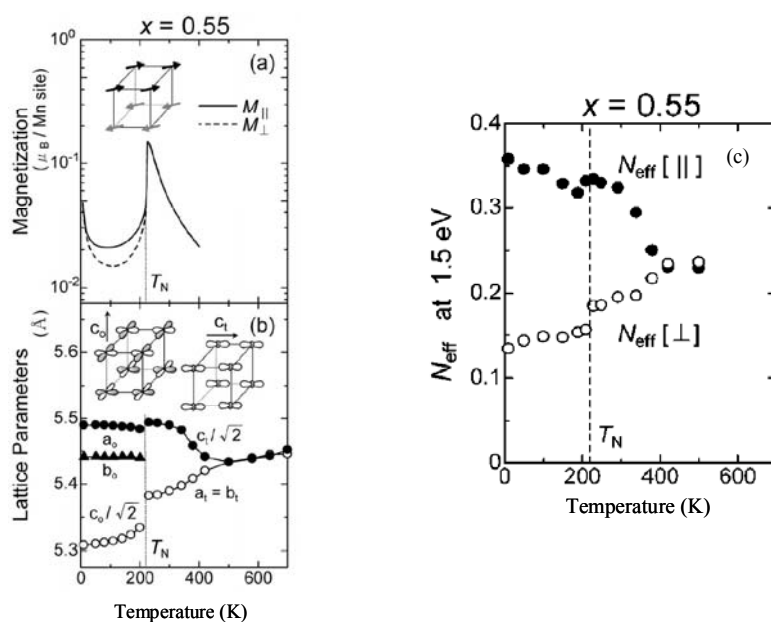 x = 0.55
(a)
M||
M⊥
Magnetization
(μB / Mn site)
10⁰
10⁻¹
10⁻²
TN
(b)
co
ct
Lattice Parameters (Å)
5.6
5.5
5.4
5.3
ao
bo
co/√2
ct/√2
at = bt
TN
0 200 400 600
Temperature (K)
x = 0.55
(c)
Neff [||]
Neff [⊥]
Neff at 1.5 eV
0.4
0.3
0.2
0.1
0
TN
0 200 400 600
Temperature (K)